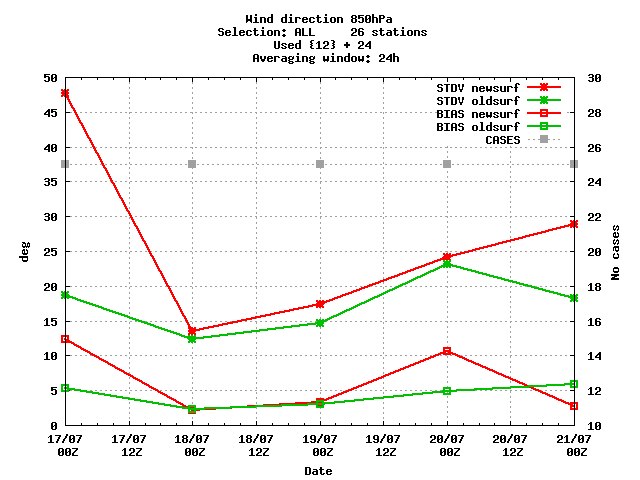 Wind direction 850hPa
Selection: ALL 26 stations
Used {12} + 24
Averaging window: 24h
50 30
STDV newsurf
45 28
STDV oldsurf
BIAS newsurf
BIAS oldsurf
40 26
CASES
35 24
30 22
25 20
20 18
15 16
10 14
5 12
0 10
deg
No cases
17/07 17/07 18/07 18/07 19/07 19/07 20/07 20/07 21/07
00Z 12Z 00Z 12Z 00Z 12Z 00Z 12Z 00Z
Date